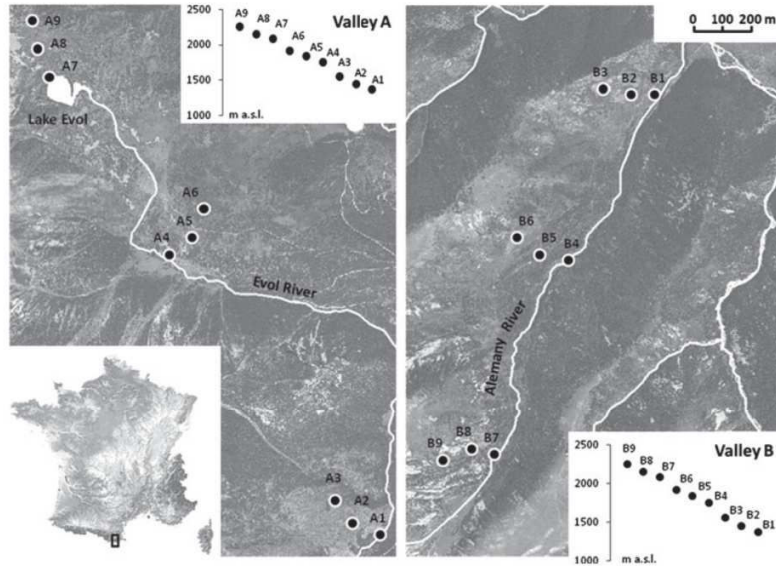 A9
A8
A7
Lake Evol
A6
A5
A4
Evol River
A3
A2
A1
Valley A
2500
2000
1500
1000
m a.s.l.
A9
A8
A7
A6
A5
A4
A3
A2
A1
0 100 200 m
B3
B2
B1
B6
B5
B4
Alemany River
B9
B8
B7
Valley B
2500
2000
1500
1000
m a.s.l.
B9
B8
B7
B6
B5
B4
B3
B2
B1